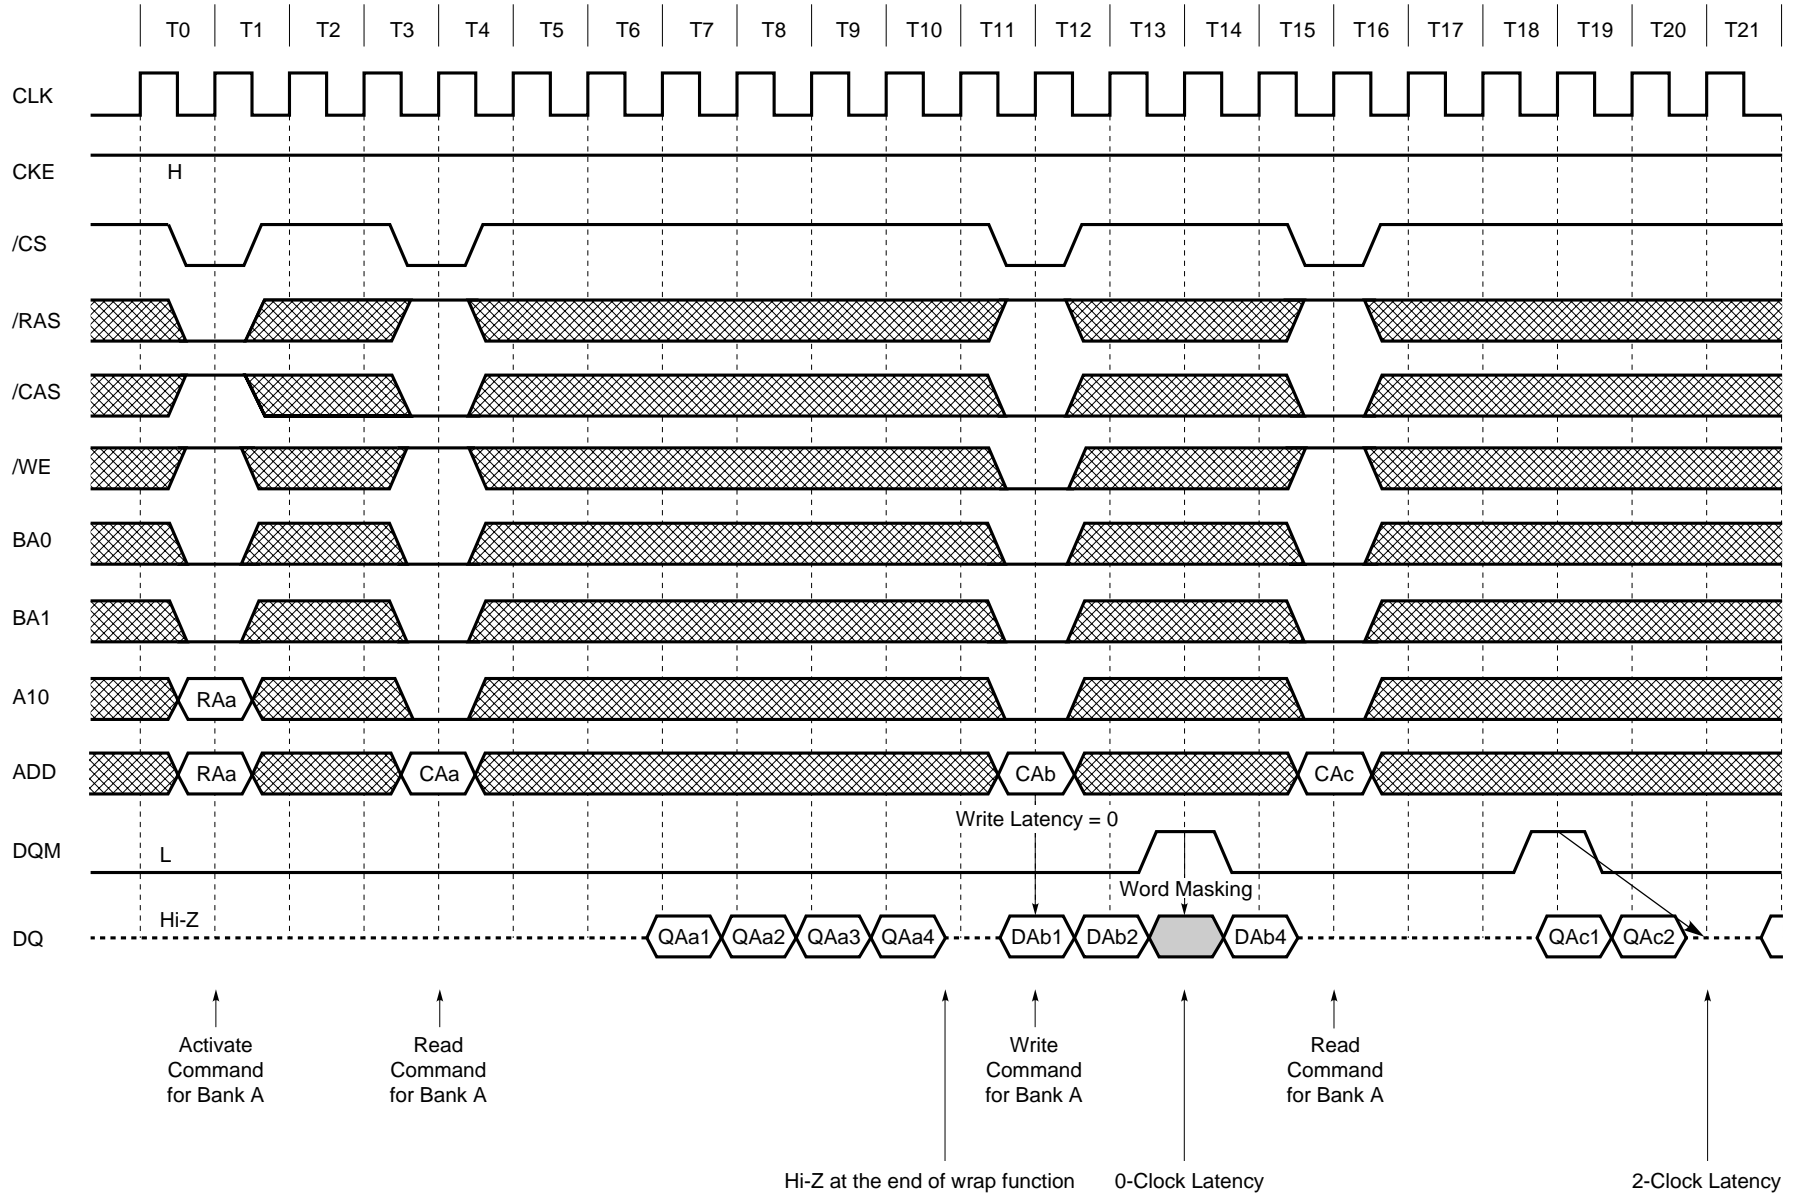 T0 T1 T2 T3 T4 T5 T6 T7 T8 T9 T10 T11 T12 T13 T14 T15 T16 T17 T18 T19 T20 T21
CLK
CKE H
/CS
/RAS
/CAS
/WE
BA0
BA1
A10 RAa
ADD RAa CAa CAb CAc
Write Latency = 0
DQM L
Word Masking
Hi-Z
DQ QAa1 QAa2 QAa3 QAa4 DAb1 DAb2 DAb4 QAc1 QAc2
Activate
Command
for Bank A
Read
Command
for Bank A
Write
Command
for Bank A
Read
Command
for Bank A
Hi-Z at the end of wrap function
0-Clock Latency
2-Clock Latency